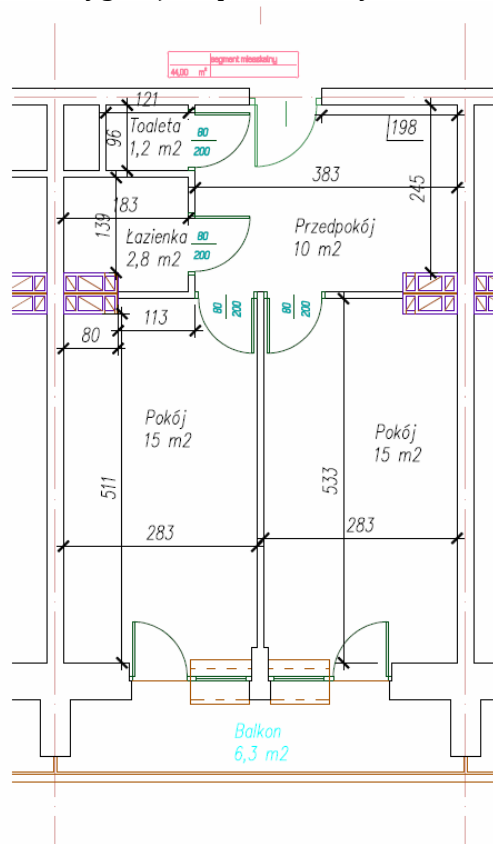 segment mieszkalny
44,00 m²
121
Toaleta
1,2 m2
96
80
200
198
383
245
183
139
Łazienka
2,8 m2
80
200
Przedpokój
10 m2
113
80
80
200
80
200
Pokój
15 m2
Pokój
15 m2
511
533
283
283
Balkon
6,3 m2